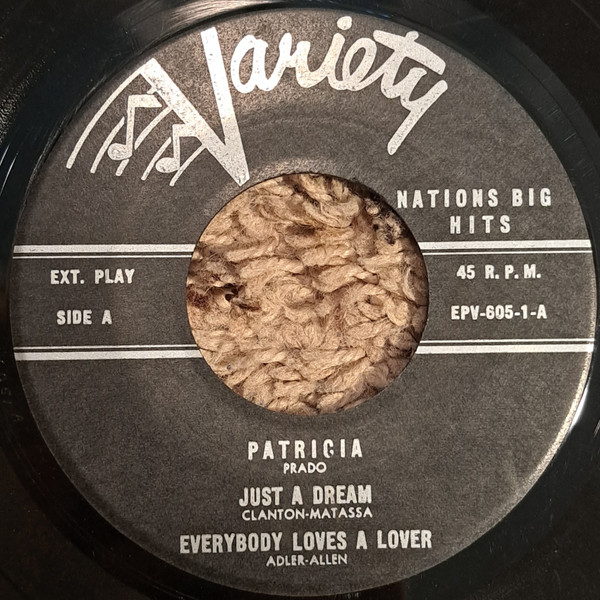 Variety
NATIONS BIG
HITS
EXT. PLAY
45 R.P.M.
SIDE A
EPV-605-1-A
PATRICIA
PRADO
JUST A DREAM
CLANTON-MATASSA
EVERYBODY LOVES A LOVER
ADLER-ALLEN